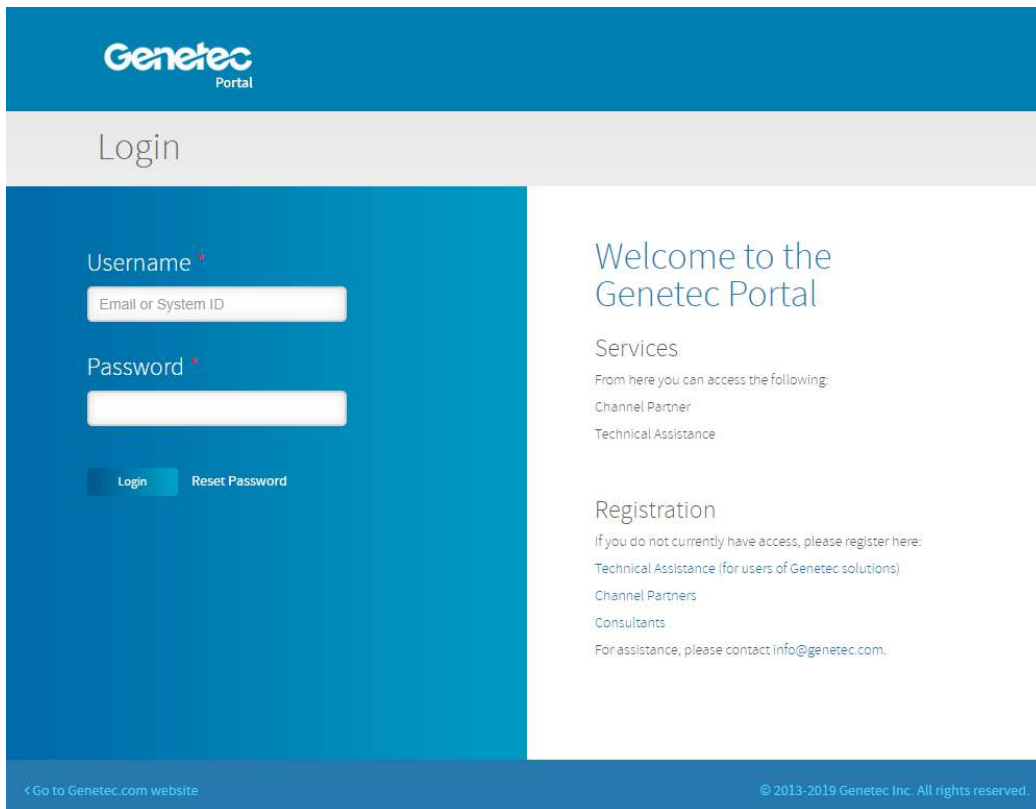 Genetec
Portal
Login
Username *
Email or System ID
Password *
Login Reset Password
Welcome to the
Genetec Portal
Services
From here you can access the following:
Channel Partner
Technical Assistance
Registration
If you do not currently have access, please register here:
Technical Assistance (for users of Genetec solutions)
Channel Partners
Consultants
For assistance, please contact info@genetec.com.
< Go to Genetec.com website
© 2013-2019 Genetec Inc. All rights reserved.